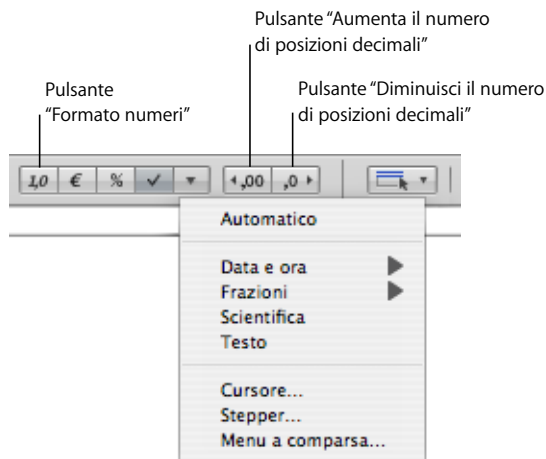 Pulsante "Aumenta il numero
di posizioni decimali"
Pulsante
"Formato numeri"
Pulsante "Diminuisci il numero
di posizioni decimali"
1,0 € % ,00 ,0
Automatico
Data e ora
Frazioni
Scientifica
Testo
Cursore...
Stepper...
Menu a comparsa...